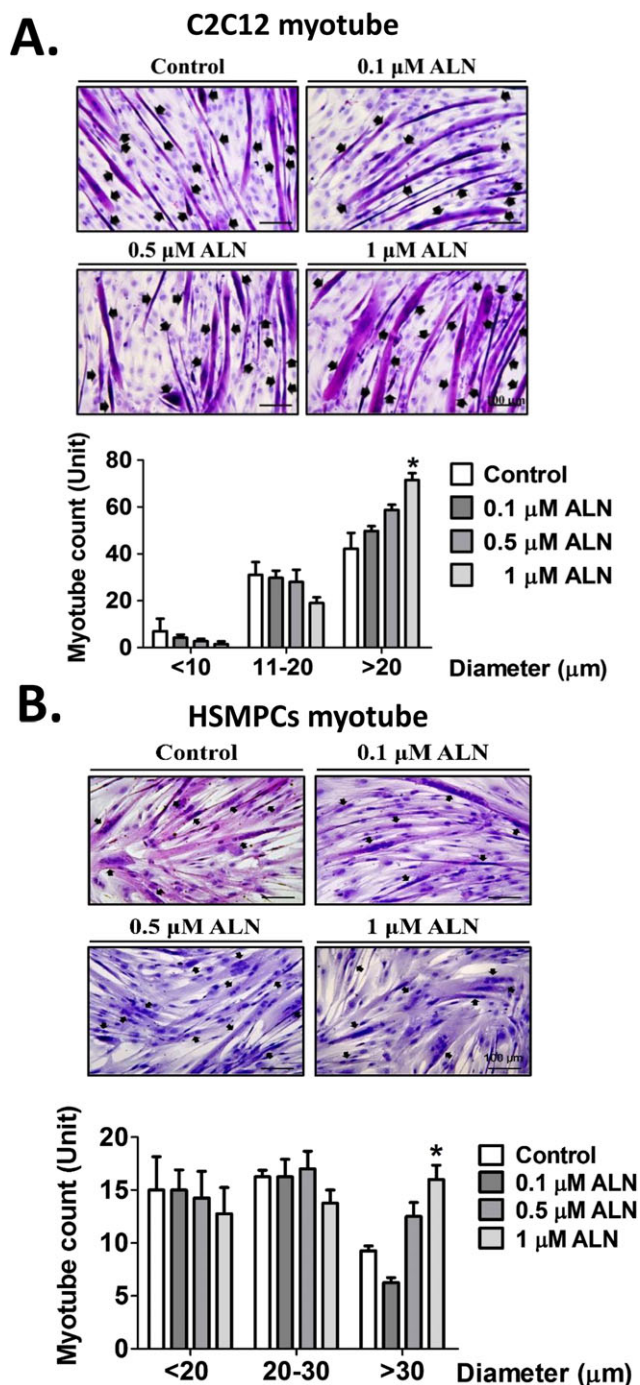 A.
C2C12 myotube
Control
0.1 μM ALN
0.5 μM ALN
1 μM ALN
100 μm
Myotube count (Unit)
80
60
40
20
0
*
<10
11-20
>20
Diameter (μm)
Control
0.1 μM ALN
0.5 μM ALN
1 μM ALN
B.
HSMPCs myotube
Control
0.1 μM ALN
0.5 μM ALN
1 μM ALN
100 μm
Myotube count (Unit)
20
15
10
5
0
*
<20
20-30
>30
Diameter (μm)
Control
0.1 μM ALN
0.5 μM ALN
1 μM ALN